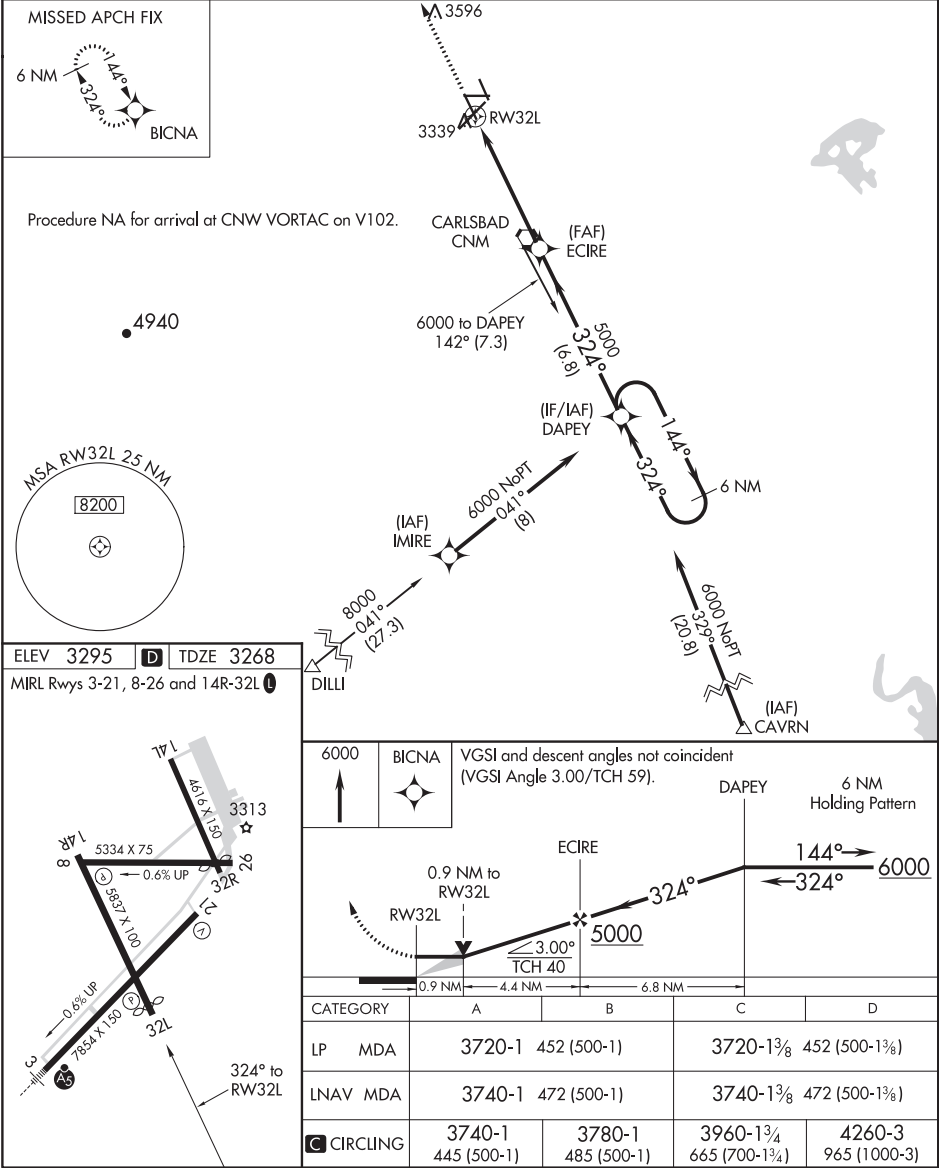 MISSED APCH FIX
6 NM
144°
324°
BICNA
3596
3339
RW32L
Procedure NA for arrival at CNW VORTAC on V102.
CARLSBAD
CNM
(FAF)
ECIRE
4940
6000 to DAPEY
142° (7.3)
5000
324°
(6.8)
(IF/IAF)
DAPEY
144°
324°
6 NM
MSA RW32L 25 NM
8200
6000 NoPT
041°
(8)
(IAF)
IMIRE
8000
041°
(27.3)
DILLI
6000 NoPT
329°
(20.8)
(IAF)
CAVRN
ELEV 3295
D
TDZE 3268
MIRL Rwys 3-21, 8-26 and 14R-32L L
14L
4616 X 150
3313
14R
8
5334 X 75
0.6% UP
26
32R
P
5837 X 100
21
V
0.6% UP
7854 X 150
P
32L
3
A5
324° to
RW32L
6000
BICNA
VGSI and descent angles not coincident
(VGSI Angle 3.00/TCH 59).
DAPEY
6 NM
Holding Pattern
ECIRE
144°
324°
6000
0.9 NM to
RW32L
324°
RW32L
5000
3.00°
TCH 40
0.9 NM
4.4 NM
6.8 NM
CATEGORY A B C D
LP MDA 3720-1 452 (500-1) 3720-1⅜ 452 (500-1⅜)
LNAV MDA 3740-1 472 (500-1) 3740-1⅜ 472 (500-1⅜)
C CIRCLING 3740-1 3780-1 3960-1¾ 4260-3
445 (500-1) 485 (500-1) 665 (700-1¾) 965 (1000-3)